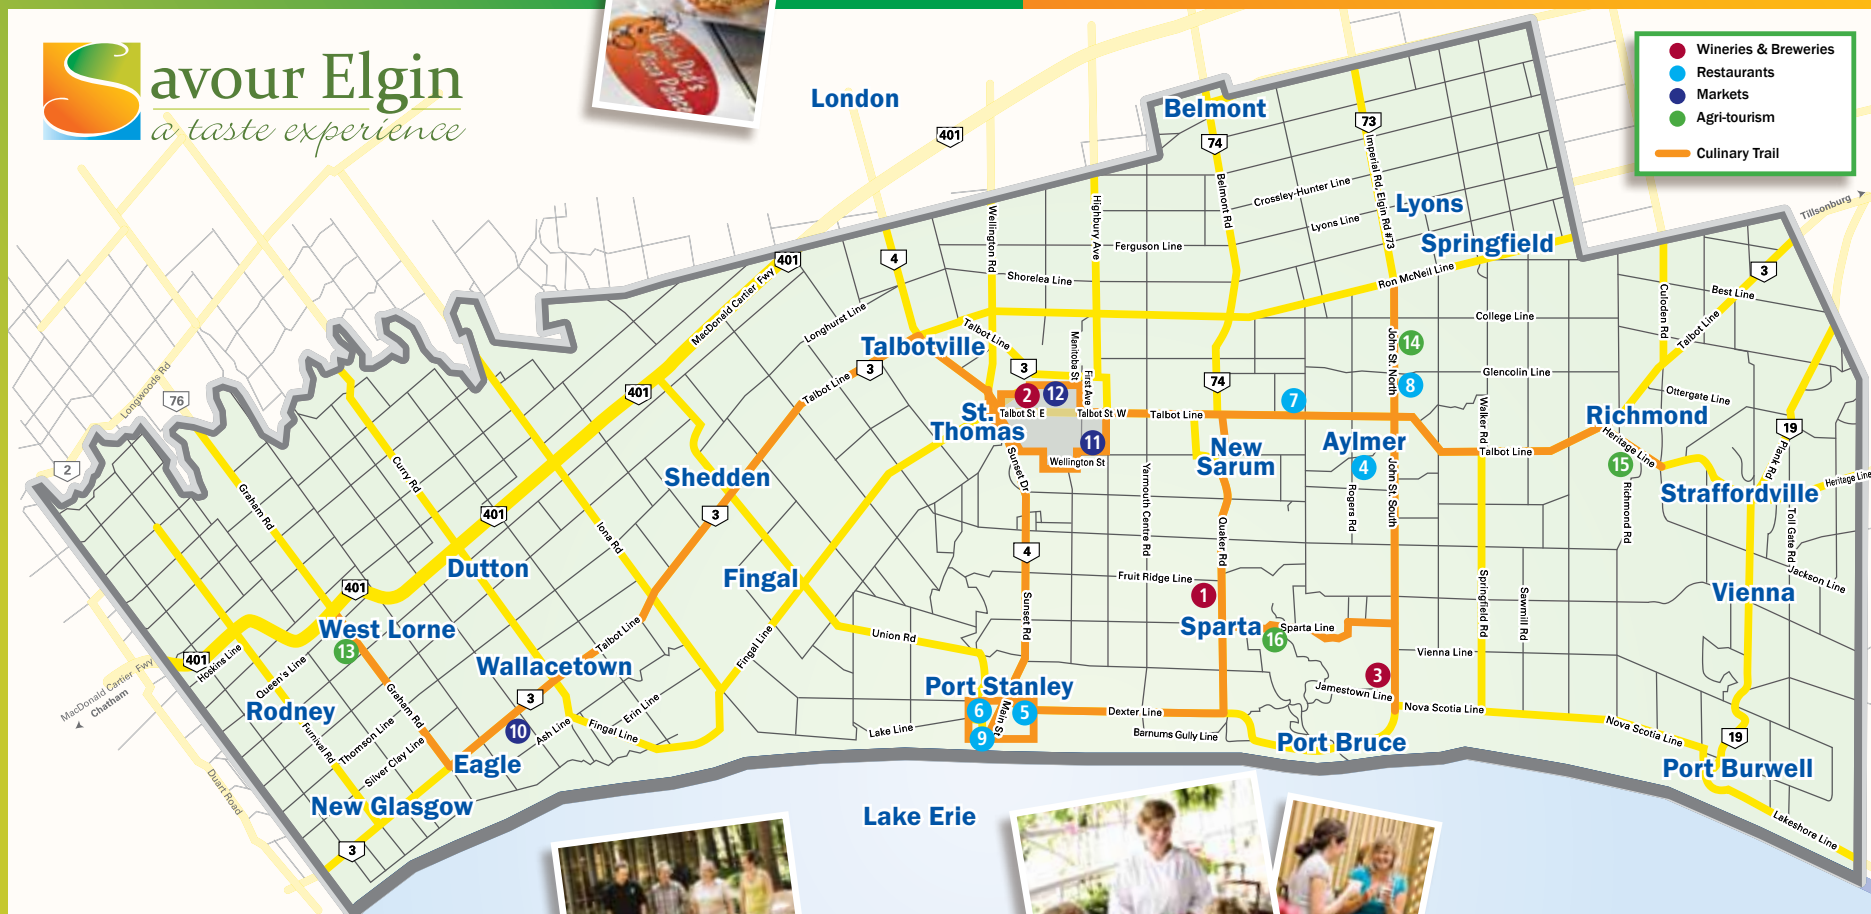 Savour Elgin
a taste experience
Uncle Dad's
Pizza Palace
Wineries & Breweries
Restaurants
Markets
Agri-tourism
Culinary Trail
London
401
Belmont
74
73
Belmont Rd
Imperial Rd, Elgin Rd #73
Crossley-Hunter Line
Lyons Line
Lyons
Springfield
Ron McNeil Line
Tillsonburg
401
MacDonald Cartier Fwy
4
Wellington Rd
Highbury Ave
Ferguson Line
Shorelea Line
Longhurst Line
Talbotville
Talbot Line
Manitoba St
First Ave
3
3
Talbot Line
College Line
John St. North
14
8
Glencolin Line
Culloden Rd
3
Best Line
Talbot Line
Ottergate Line
Richmond
Longwoods Rd
76
2
401
74
7
2
12
Talbot St E
Talbot St W
Talbot Line
St.
Thomas
11
Wellington St
Sunset Dr
New
Sarum
Aylmer
4
Rogers Rd
John St. South
Walker Rd
Talbot Line
Heritage Line
15
Richmond Rd
Straffordville
19
Plank Rd
Heritage Line
Toll Gate Rd
Jackson Line
Shedden
3
Graham Rd
Curry Rd
401
Iona Rd
Dutton
Fingal
4
Yarmouth Centre Rd
Quaker Rd
Fruit Ridge Line
1
Sparta
16
Sparta Line
Springfield Rd
Sawmill Rd
Vienna
401
West Lorne
13
Talbot Line
Wallacetown
Fingal Line
Union Rd
Sunset Rd
Vienna Line
3
Jamestown Line
401
Hoskins Line
Queen's Line
MacDonald Cartier Fwy
Chatham
Rodney
Furnival Rd
Graham Rd
3
10
Ash Line
Erin Line
Fingal Line
Thomson Line
Silver Clay Line
Eagle
New Glasgow
3
Duart Road
Port Stanley
6
5
Main St
9
Lake Line
Dexter Line
Barnums Gully Line
Port Bruce
Nova Scotia Line
Nova Scotia Line
19
Port Burwell
Lakeshore Line
Lake Erie